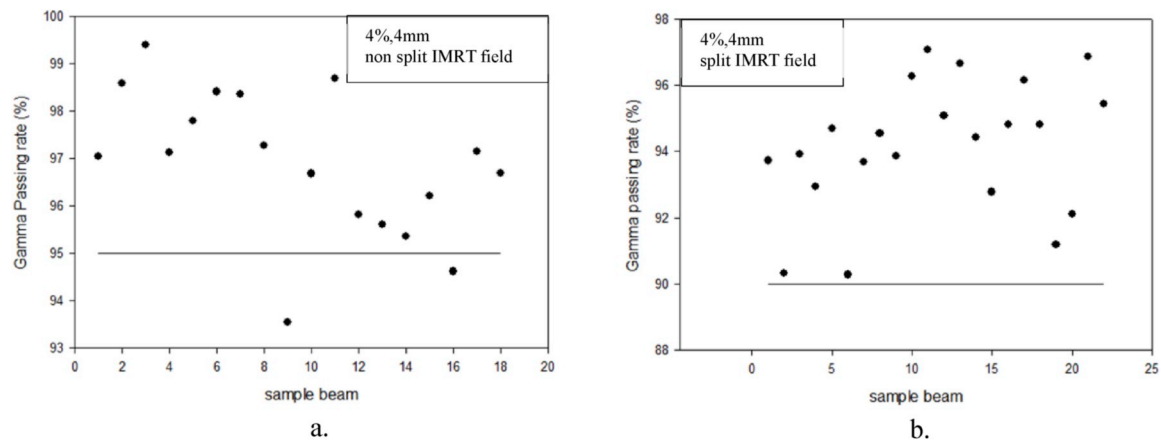 100
99
98
97
96
95
94
93
Gamma Passing rate (%)
4%,4mm
non split IMRT field
0 2 4 6 8 10 12 14 16 18 20
sample beam
a.
98
96
94
92
90
88
Gamma passing rate (%)
4%,4mm
split IMRT field
0 5 10 15 20 25
sample beam
b.